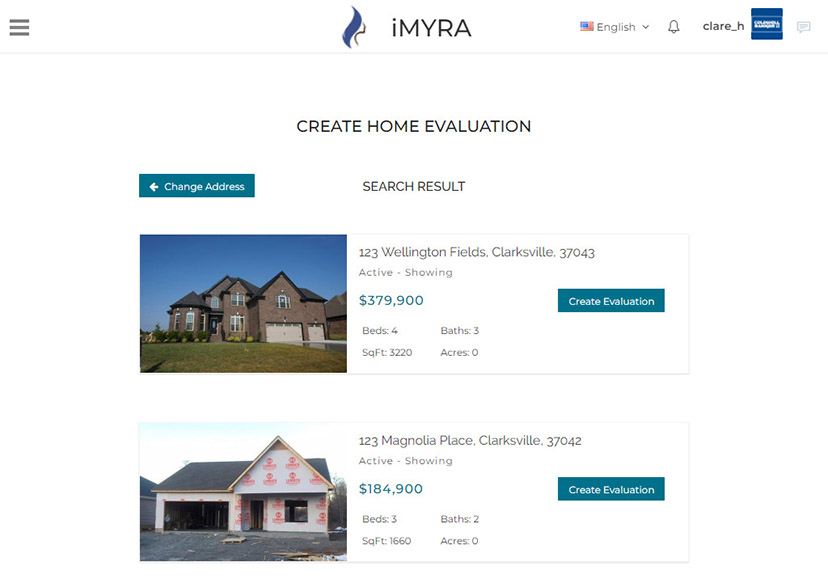 iMYRA
English
clare_h
COLDWELL BANKER
CREATE HOME EVALUATION
Change Address
SEARCH RESULT
123 Wellington Fields, Clarksville, 37043
Active - Showing
$379,900
Create Evaluation
Beds: 4 Baths: 3
SqFt: 3220 Acres: 0
123 Magnolia Place, Clarksville, 37042
Active - Showing
$184,900
Create Evaluation
Beds: 3 Baths: 2
SqFt: 1660 Acres: 0